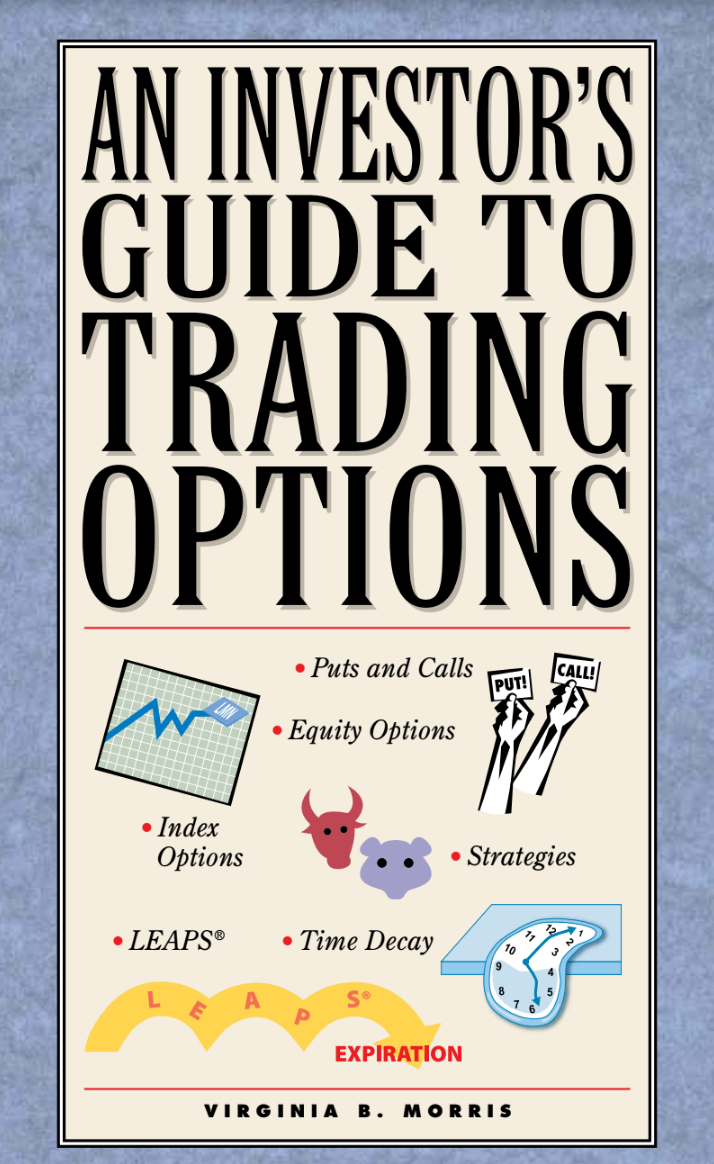 AN INVESTOR'S
GUIDE TO
TRADING
OPTIONS
• Puts and Calls
PUT!
CALL!
LMN
• Equity Options
• Index
Options
• Strategies
• LEAPS®
• Time Decay
12
1
2
3
4
5
6
7
8
9
10
11
L E A P S®
EXPIRATION
VIRGINIA B. MORRIS